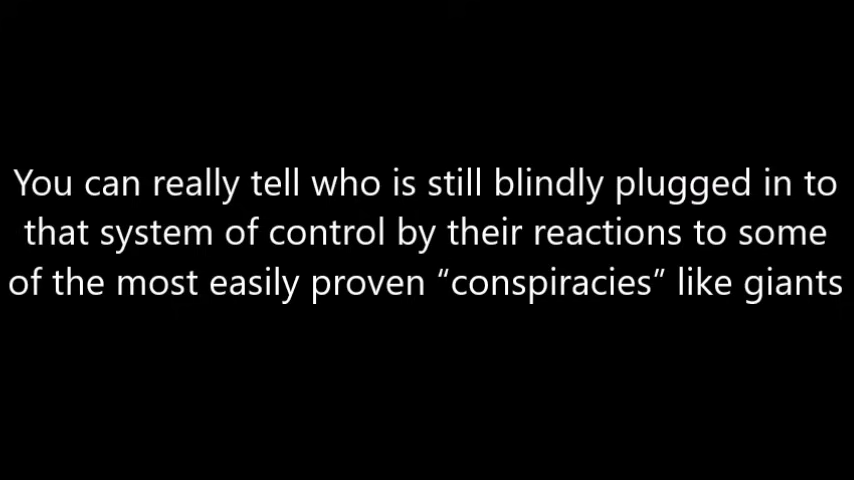 You can really tell who is still blindly plugged in to
that system of control by their reactions to some
of the most easily proven “conspiracies” like giants